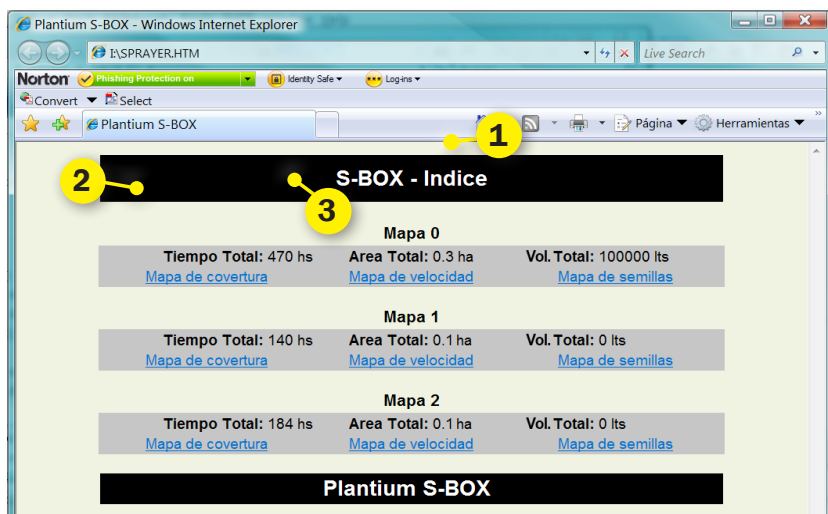 Plantium S-BOX - Windows Internet Explorer
I:\SPRAYER.HTM
Live Search
Norton Phishing Protection on Identity Safe Log-ins
Convert Select
Plantium S-BOX
Página Herramientas
1
2
3
S-BOX - Indice
Mapa 0
Tiempo Total: 470 hs Area Total: 0.3 ha Vol. Total: 100000 lts
Mapa de covertura Mapa de velocidad Mapa de semillas
Mapa 1
Tiempo Total: 140 hs Area Total: 0.1 ha Vol. Total: 0 lts
Mapa de covertura Mapa de velocidad Mapa de semillas
Mapa 2
Tiempo Total: 184 hs Area Total: 0.1 ha Vol. Total: 0 lts
Mapa de covertura Mapa de velocidad Mapa de semillas
Plantium S-BOX